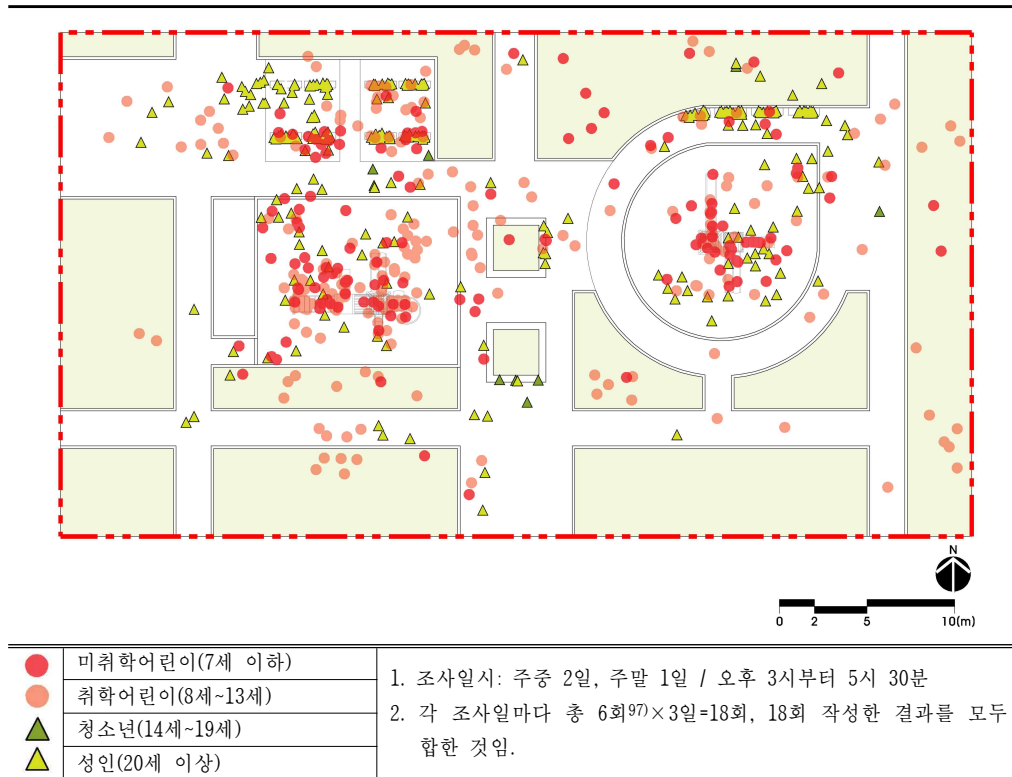 N
0 2 5 10(m)
미취학어린이(7세 이하)
취학어린이(8세~13세)
청소년(14세~19세)
성인(20세 이상)
1. 조사일시: 주중 2일, 주말 1일 / 오후 3시부터 5시 30분
2. 각 조사일마다 총 6회97)×3일=18회, 18회 작성한 결과를 모두
합한 것임.